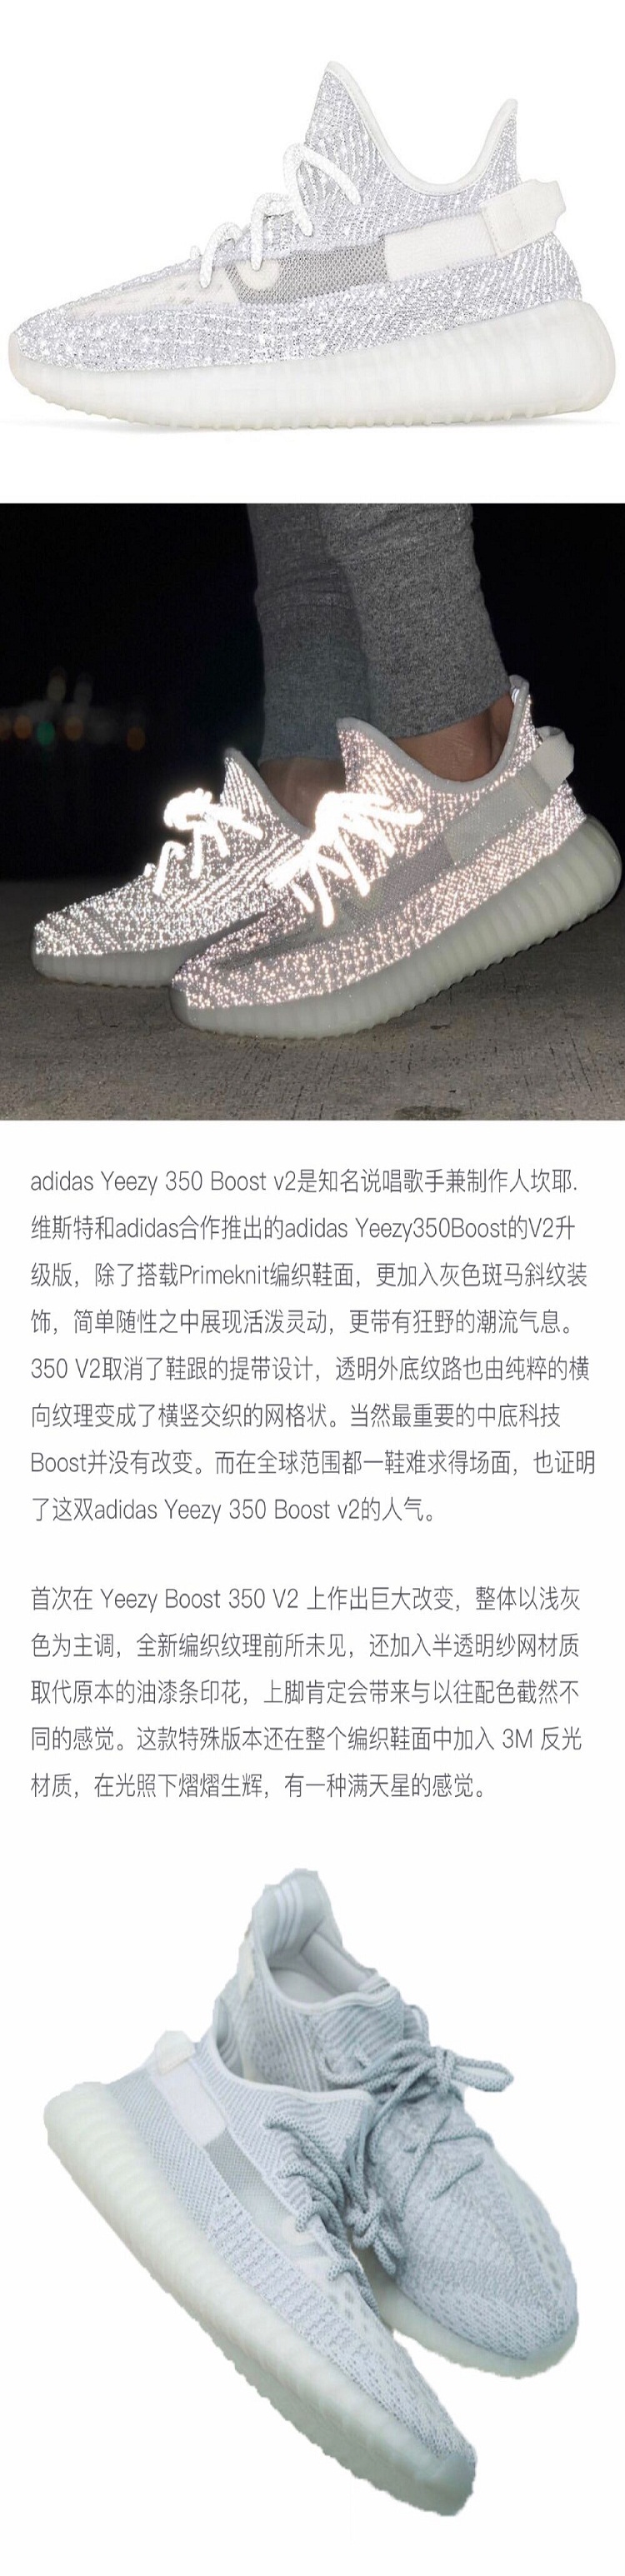 adidas Yeezy 350 Boost v2是知名说唱歌手兼制作人坎耶.
维斯特和adidas合作推出的adidas Yeezy350Boost的V2升
级版，除了搭载Primeknit编织鞋面，更加入灰色斑马斜纹装
饰，简单随性之中展现活泼灵动，更带有狂野的潮流气息。
350 V2取消了鞋跟的提带设计，透明外底纹路也由纯粹的横
向纹理变成了横竖交织的网格状。当然最重要的中底科技
Boost并没有改变。而在全球范围都一鞋难求得场面，也证明
了这双adidas Yeezy 350 Boost v2的人气。
首次在 Yeezy Boost 350 V2 上作出巨大改变，整体以浅灰
色为主调，全新编织纹理前所未见，还加入半透明纱网材质
取代原本的油漆条印花，上脚肯定会带来与以往配色截然不
同的感觉。这款特殊版本还在整个编织鞋面中加入 3M 反光
材质，在光照下熠熠生辉，有一种满天星的感觉。